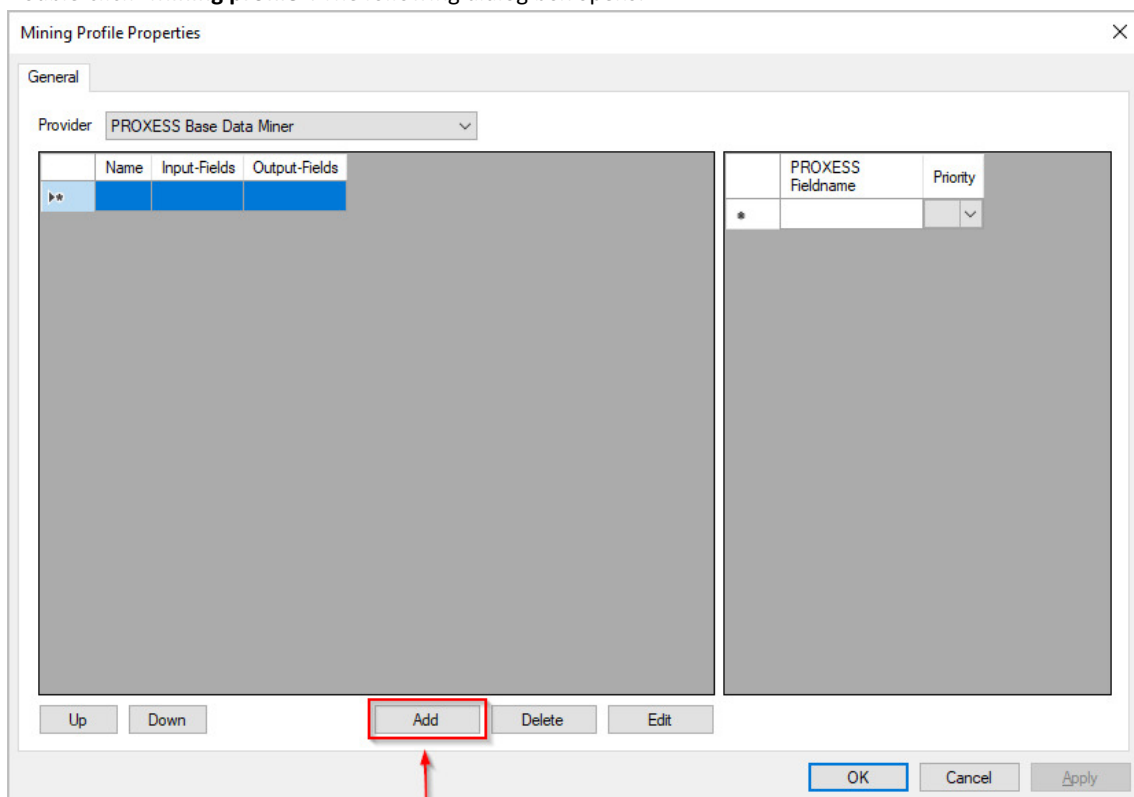 Mining Profile Properties
General
Provider PROXESS Base Data Miner
Name Input-Fields Output-Fields
PROXESS
Fieldname Priority
Up Down Add Delete Edit
OK Cancel Apply